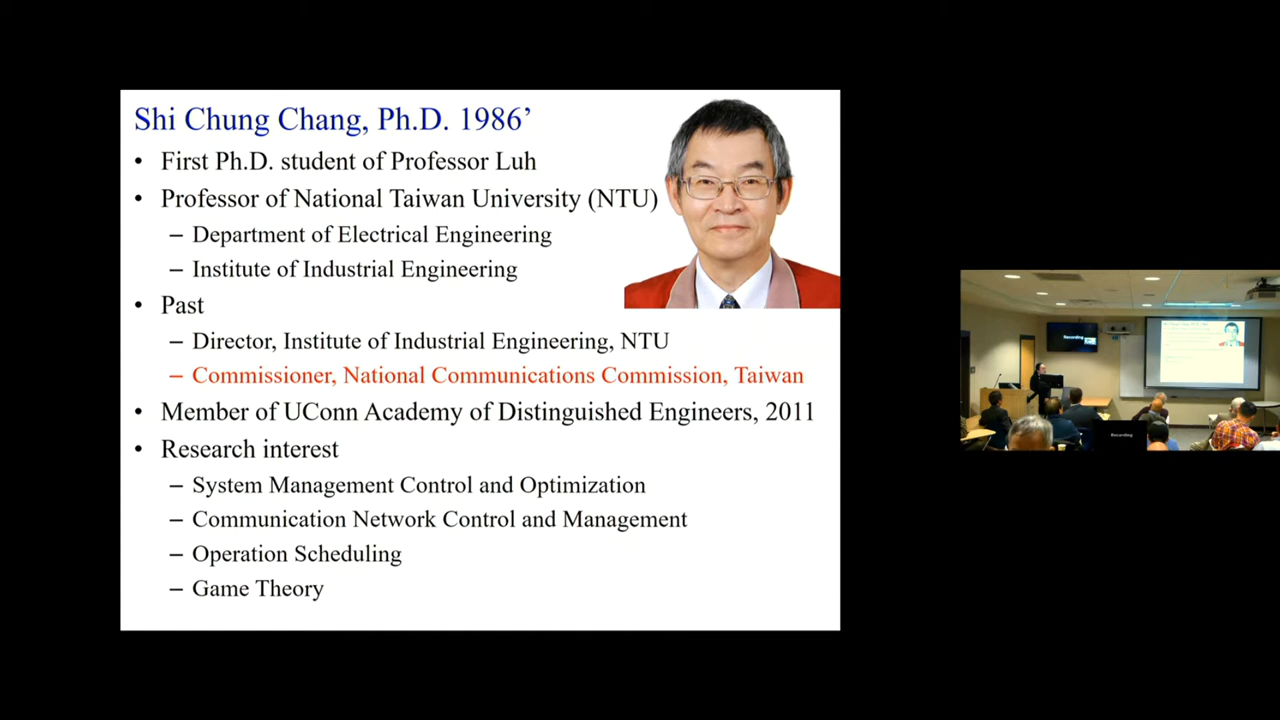 Shi Chung Chang, Ph.D. 1986’
• First Ph.D. student of Professor Luh
• Professor of National Taiwan University (NTU)
– Department of Electrical Engineering
– Institute of Industrial Engineering
• Past
– Director, Institute of Industrial Engineering, NTU
– Commissioner, National Communications Commission, Taiwan
• Member of UConn Academy of Distinguished Engineers, 2011
• Research interest
– System Management Control and Optimization
– Communication Network Control and Management
– Operation Scheduling
– Game Theory
Recording
Recording